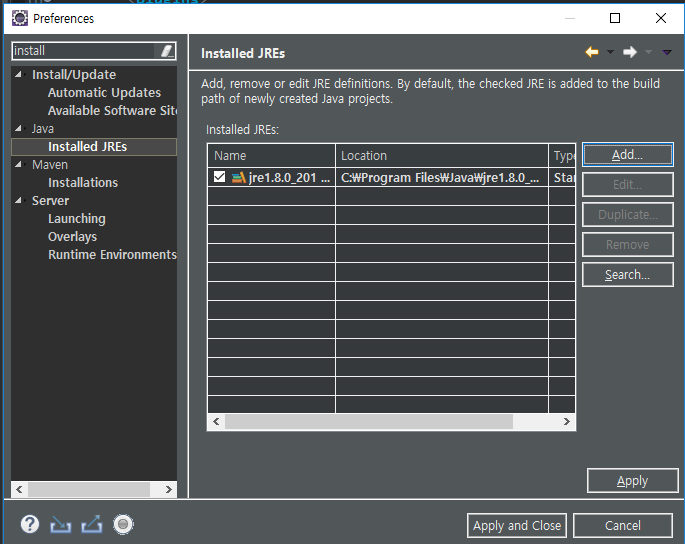 Preferences
install
Install/Update
Automatic Updates
Available Software Sit
Java
Installed JREs
Maven
Installations
Server
Launching
Overlays
Runtime Environments
Installed JREs
Add, remove or edit JRE definitions. By default, the checked JRE is added to the build
path of newly created Java projects.
Installed JREs:
Name Location Type
jre1.8.0_201 ... C:₩Program Files₩Java₩jre1.8.0_... Star
Add...
Edit...
Duplicate...
Remove
Search...
Apply
Apply and Close Cancel